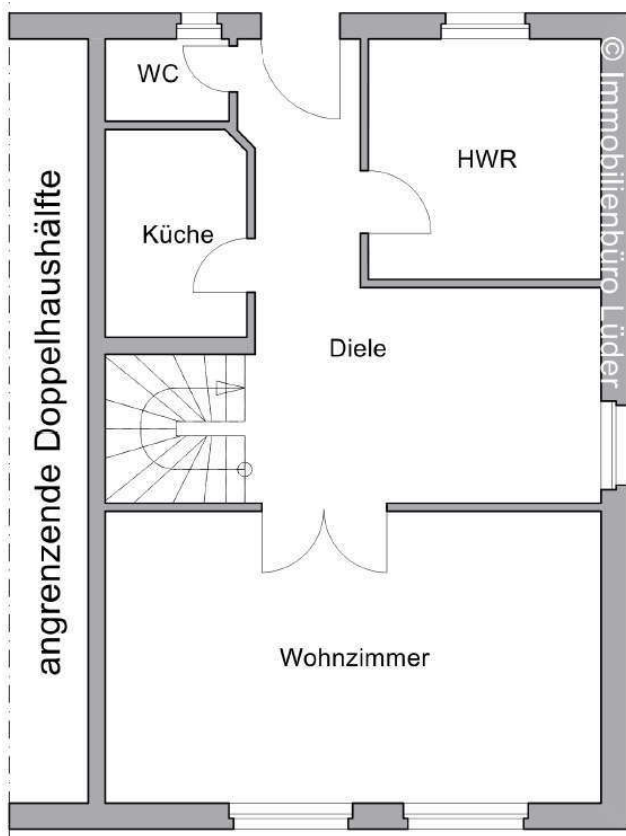 WC
HWR
Küche
Diele
Wohnzimmer
angrenzende Doppelhaushälfte
© Immobilienbüro Lüder